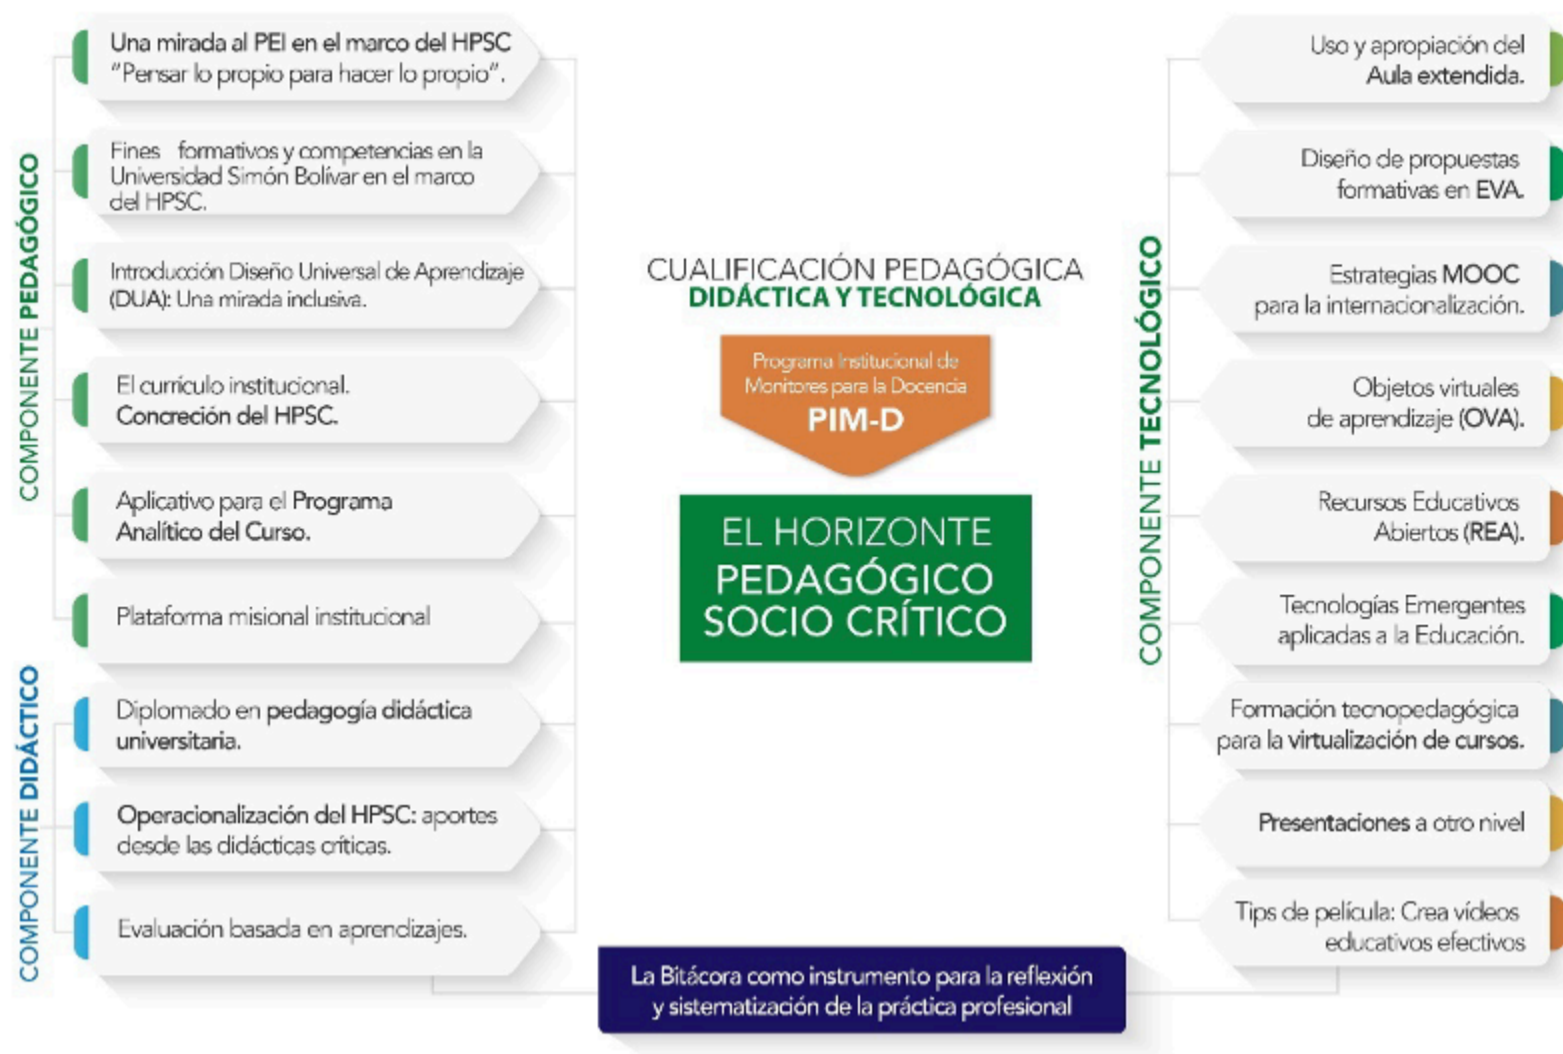 COMPONENTE PEDAGÓGICO
Una mirada al PEI en el marco del HPSC
“Pensar lo propio para hacer lo propio”.
Fines formativos y competencias en la
Universidad Simón Bolívar en el marco
del HPSC.
Introducción Diseño Universal de Aprendizaje
(DUA): Una mirada inclusiva.
El currículo institucional.
Concreción del HPSC.
Aplicativo para el Programa
Analítico del Curso.
Plataforma misional institucional
COMPONENTE DIDÁCTICO
Diplomado en pedagogía didáctica
universitaria.
Operacionalización del HPSC: aportes
desde las didácticas críticas.
Evaluación basada en aprendizajes.
CUALIFICACIÓN PEDAGÓGICA
DIDÁCTICA Y TECNOLÓGICA
Programa Institucional de
Monitores para la Docencia
PIM-D
EL HORIZONTE
PEDAGÓGICO
SOCIO CRÍTICO
COMPONENTE TECNOLÓGICO
Uso y apropiación del
Aula extendida.
Diseño de propuestas
formativas en EVA.
Estrategias MOOC
para la internacionalización.
Objetos virtuales
de aprendizaje (OVA).
Recursos Educativos
Abiertos (REA).
Tecnologías Emergentes
aplicadas a la Educación.
Formación tecnopedagógica
para la virtualización de cursos.
Presentaciones a otro nivel
Tips de película: Crea vídeos
educativos efectivos
La Bitácora como instrumento para la reflexión
y sistematización de la práctica profesional